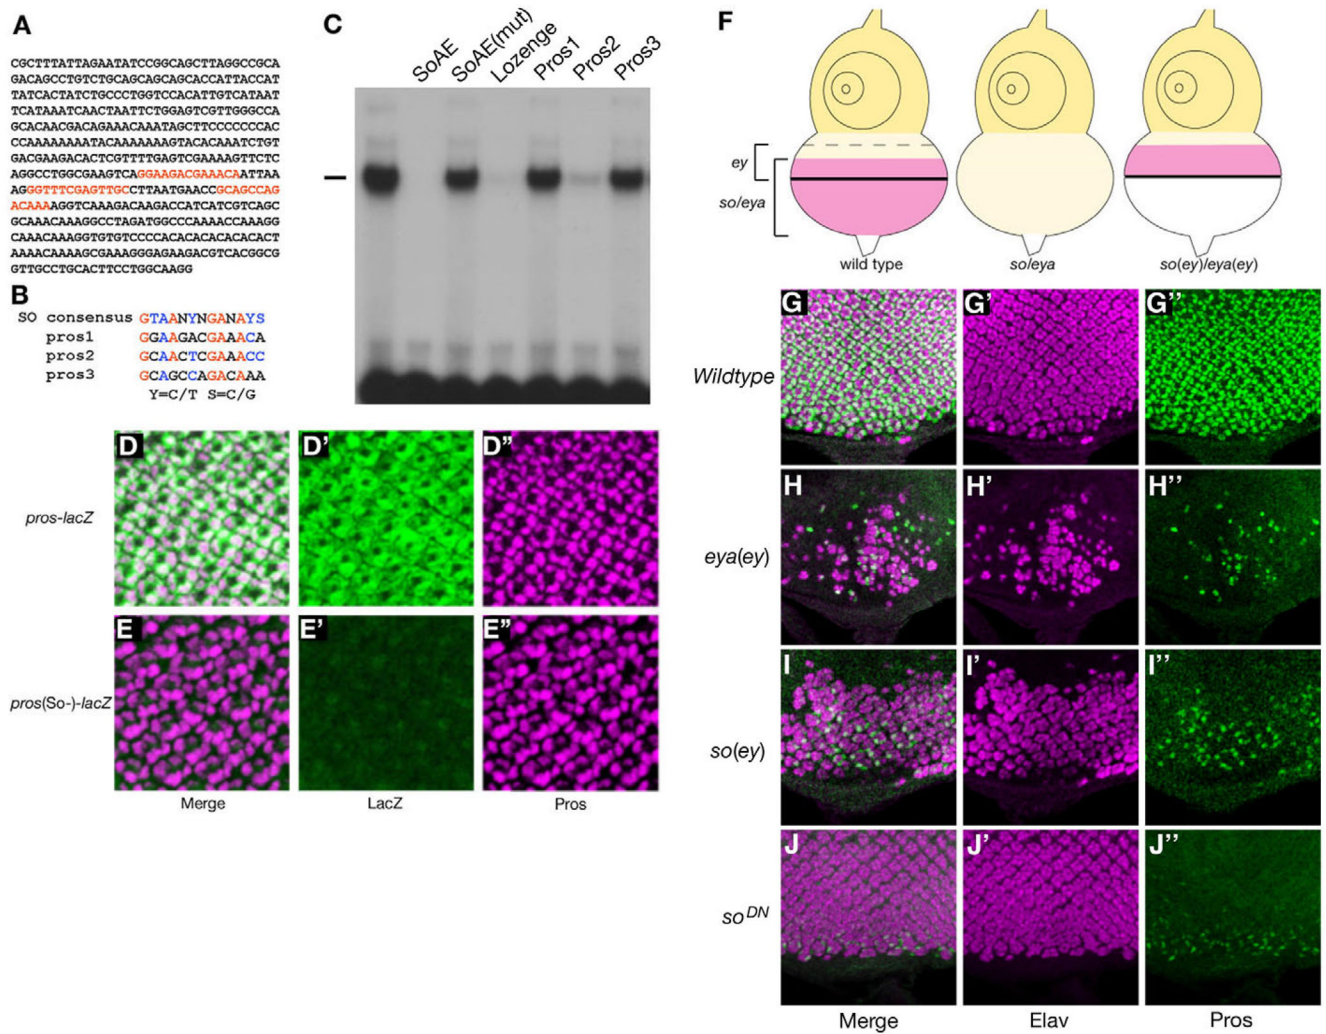 A
CGCTTTATTAGAATATCCGGCAGCTTAGGCCGCA
GACAGCCTGTCTGCAGCAGCAGCACCATTACCAT
TATCACTATCTGCCCTGGTCCACATTGTCATAAT
TCATAAATCAACTAATTCTGGAGTCGTTGGGCCA
GCACAACGACAGAAACAAATAGCTTCCCCCCCAC
CCAAAAAAAATACAAAAAAAGTACACAAATCTGT
GACGAAGACACTCGTTTTGAGTCGAAAAGTTCTC
AGGCCTGGCGAAGTCAGGAAGACGAAACAATTAA
AGGGTTTCGAGTTGCCTTAATGAACCGCAGCCAG
ACAAAAGGTCAAAGACAAGACCATCATCGTCAGC
GCAAACAAAGGCCTAGATGGCCCAAAACCAAAGG
CAAACAAAGGTGTGTCCCCACACACACACACACT
AAAACAAAAGCGAAAGGGAGAAGACGTCACGGCG
GTTGCCTGCACTTCCTGGCAAGG
B
SO consensus GTAANYNGANAYS
pros1 GGAAGACGAAACA
pros2 GCAACTCGAAACC
pros3 GCAGCCAGACAAA
Y=C/T S=C/G
C
SoAE
SoAE(mut)
Lozenge
Pros1
Pros2
Pros3
D
D'
D"
pros-lacZ
E
E'
E"
pros(So-)-lacZ
Merge
LacZ
Pros
F
ey
so/eya
wild type
so/eya
so(ey)/eya(ey)
G
G'
G''
Wildtype
H
H'
H''
eya(ey)
I
I'
I''
so(ey)
J
J'
J''
so DN
Merge
Elav
Pros